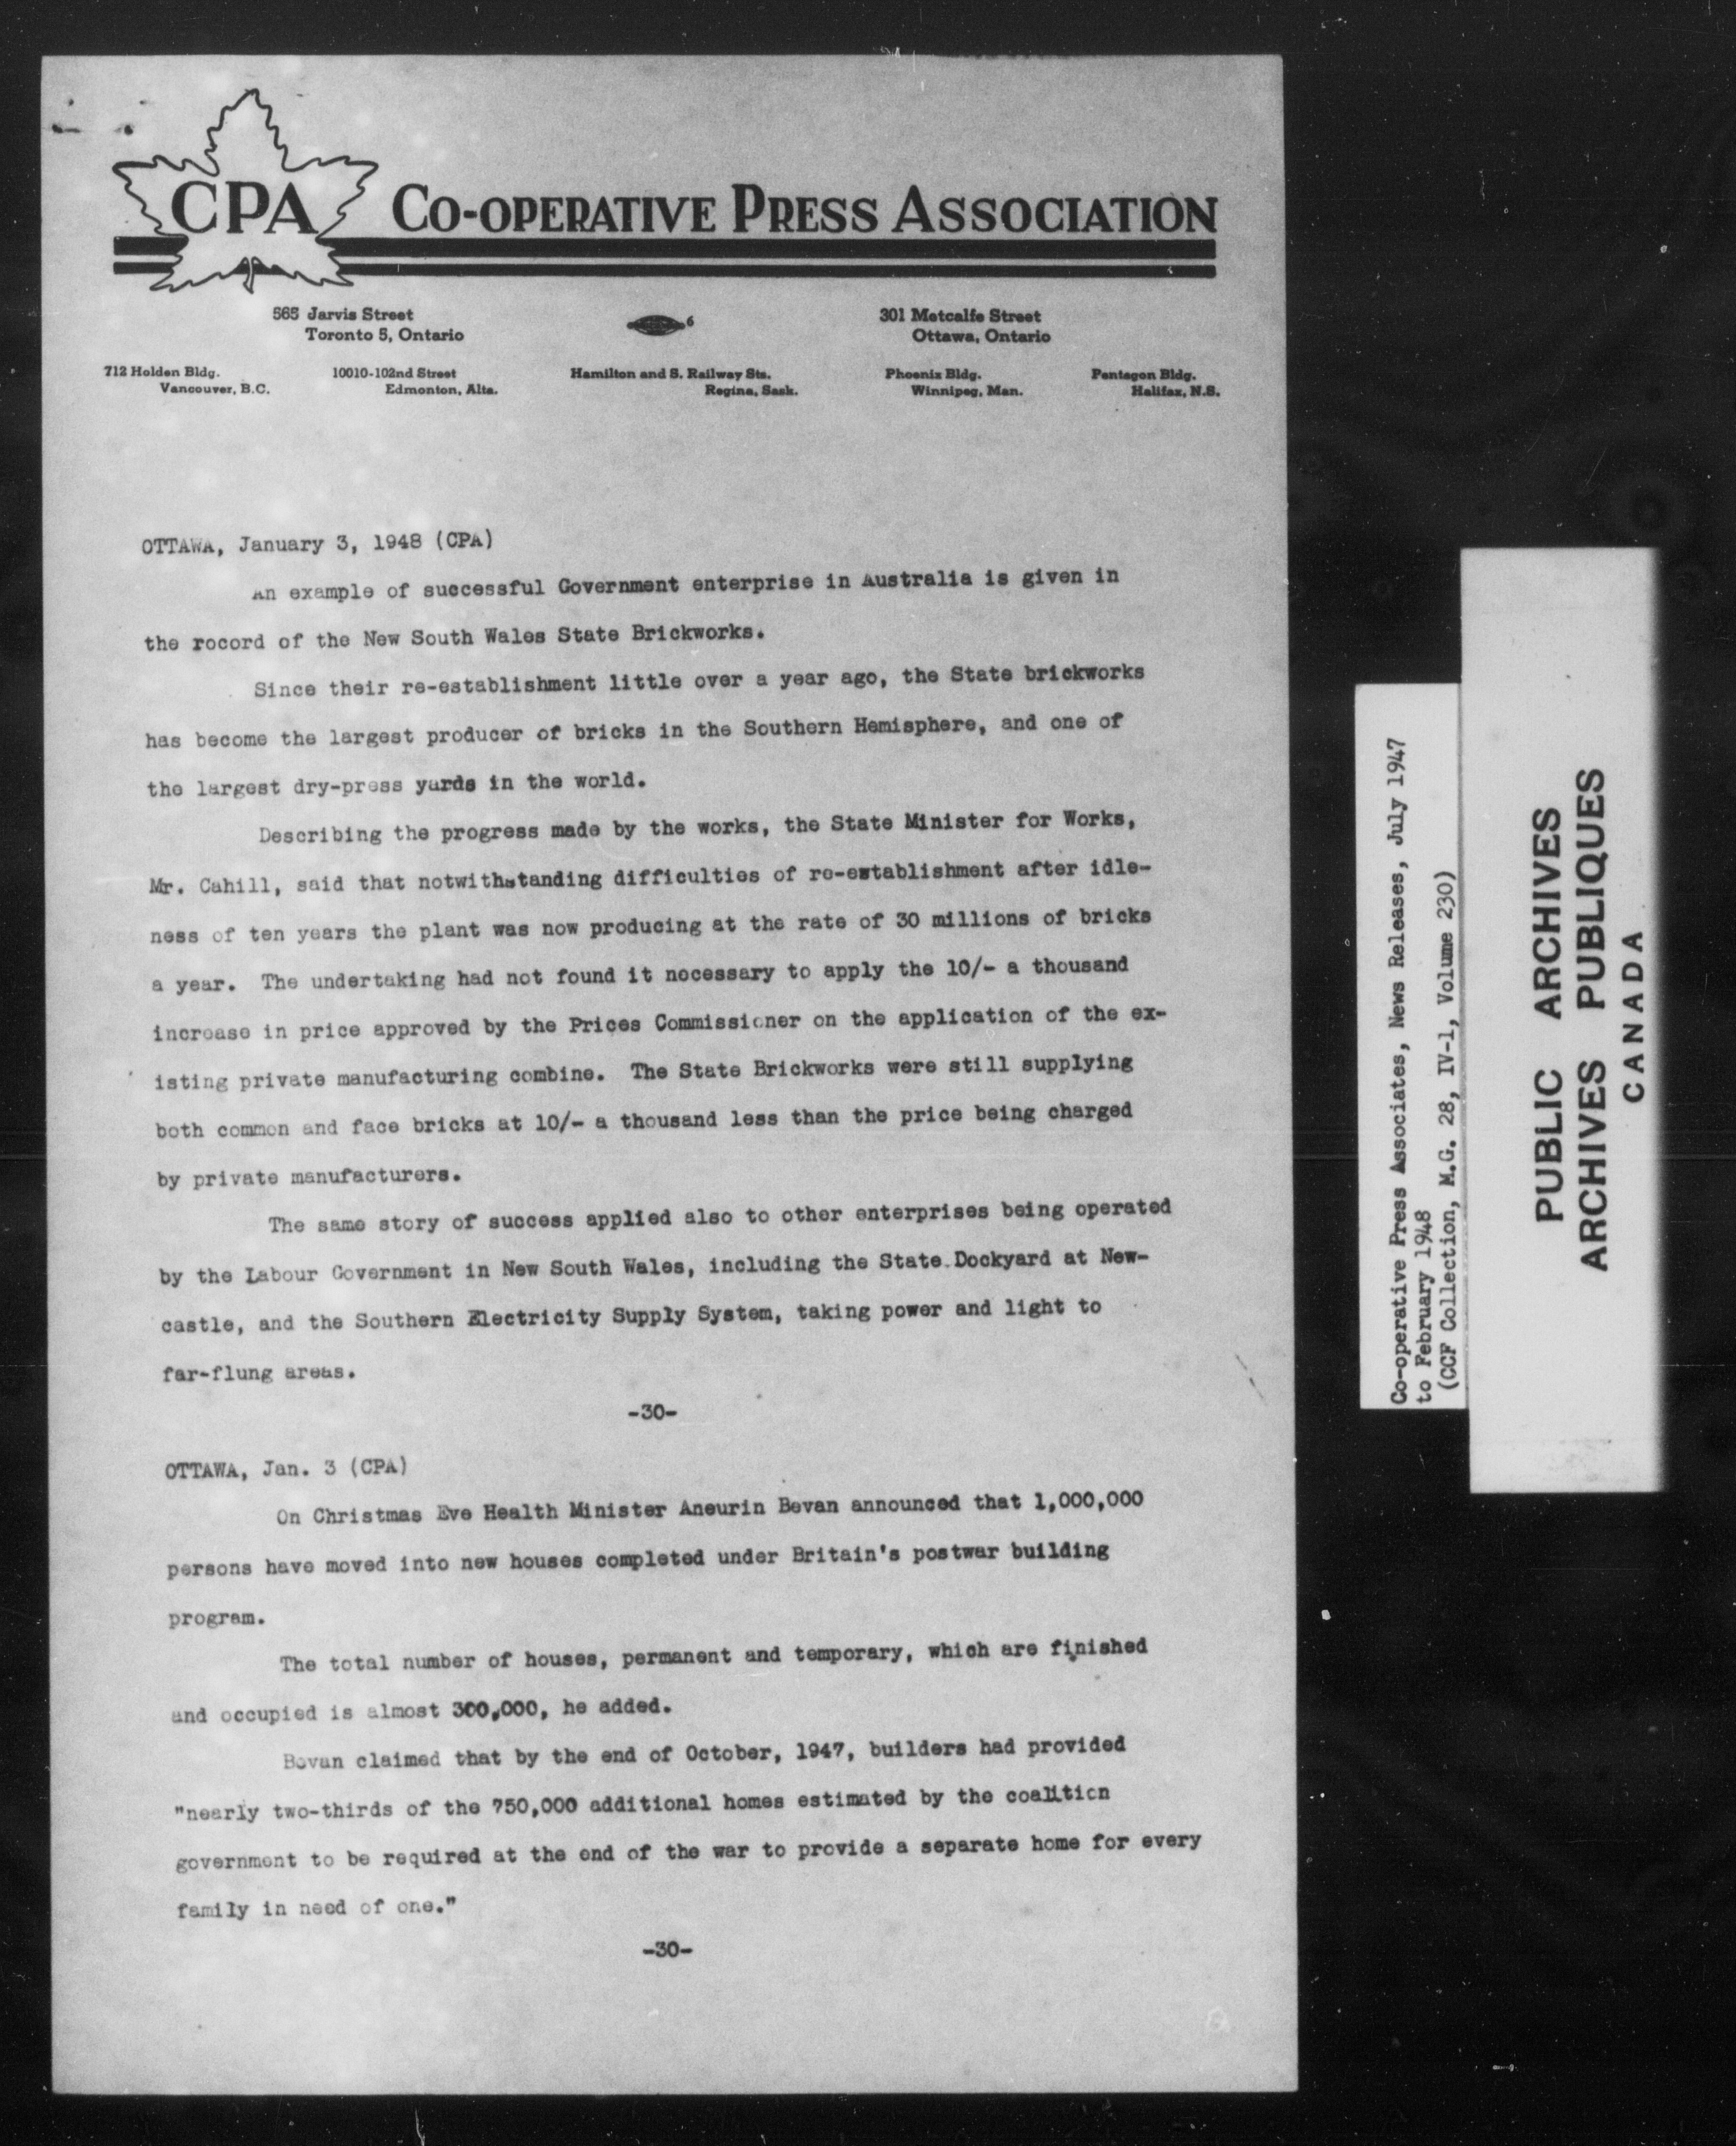 CPA CO-OPERATIVE PRESS ASSOCIATION
565 Jarvis Street
Toronto 5, Ontario
6
301 Metcalfe Street
Ottawa, Ontario
712 Holden Bldg.
Vancouver, B.C.
10010-102nd Street
Edmonton, Alta.
Hamilton and S. Railway Sts.
Regina, Sask.
Phoenix Bldg.
Winnipeg, Man.
Pentagon Bldg.
Halifax, N.S.
OTTAWA, January 3, 1948 (CPA)
An example of successful Government enterprise in Australia is given in
the rocord of the New South Wales State Brickworks.
Since their re-establishment little over a year ago, the State brickworks
has become the largest producer of bricks in the Southern Hemisphere, and one of
the largest dry-press yards in the world.
Describing the progress made by the works, the State Minister for Works,
Mr. Cahill, said that notwithstanding difficulties of re-establishment after idle-
ness of ten years the plant was now producing at the rate of 30 millions of bricks
a year. The undertaking had not found it necessary to apply the 10/- a thousand
increase in price approved by the Prices Commissioner on the application of the ex-
isting private manufacturing combine. The State Brickworks were still supplying
both common and face bricks at 10/- a thousand less than the price being charged
by private manufacturers.
The same story of success applied also to other enterprises being operated
by the Labour Government in New South Wales, including the State Dockyard at New-
castle, and the Southern Electricity Supply System, taking power and light to
far-flung areas.
-30-
OTTAWA, Jan. 3 (CPA)
On Christmas Eve Health Minister Aneurin Bevan announced that 1,000,000
persons have moved into new houses completed under Britain's postwar building
program.
The total number of houses, permanent and temporary, which are finished
and occupied is almost 300,000, he added.
Bevan claimed that by the end of October, 1947, builders had provided
"nearly two-thirds of the 750,000 additional homes estimated by the coalition
government to be required at the end of the war to provide a separate home for every
family in need of one."
-30-
Co-operative Press Associates, News Releases, July 1947
to February 1948
(CCF Collection, M.G. 28, IV-1, Volume 230)
PUBLIC ARCHIVES
ARCHIVES PUBLIQUES
CANADA